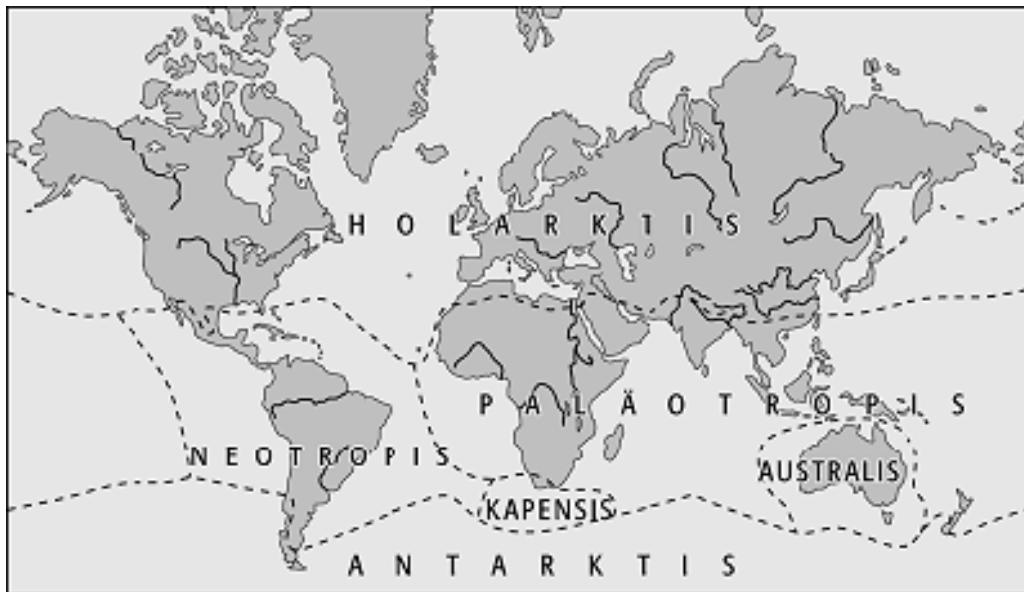 HOLARKTIS
PALÄOTROPIS
NEOTROPIS
AUSTRALIS
KAPENSIS
ANTARKTIS